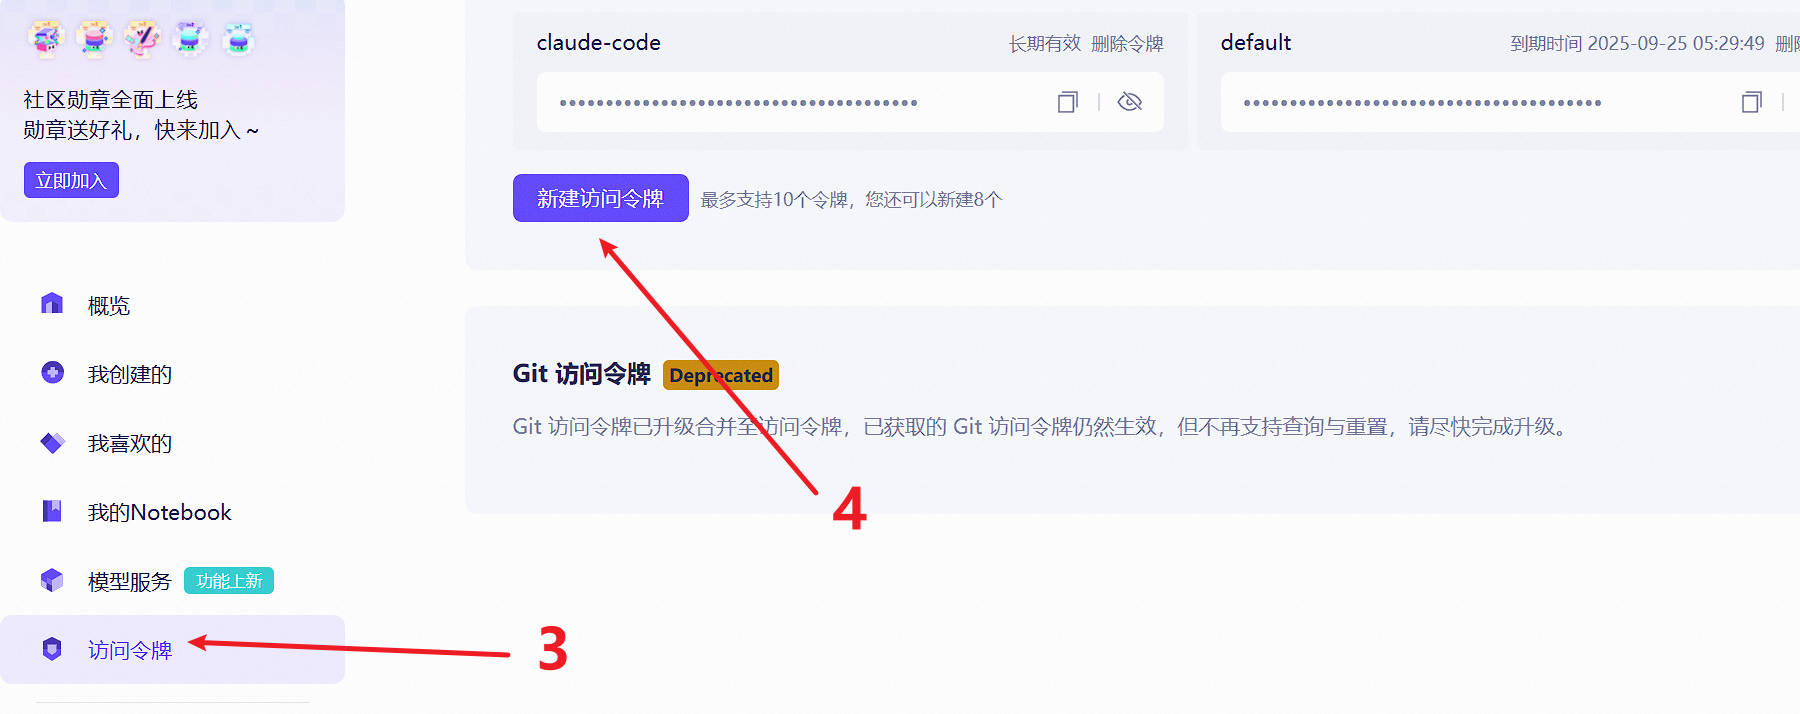 社区勋章全面上线
勋章送好礼，快来加入 ~
立即加入
概览
我创建的
我喜欢的
我的Notebook
模型服务 功能上新
访问令牌
3
claude-code 长期有效 删除令牌
default 到期时间 2025-09-25 05:29:49
新建访问令牌 最多支持10个令牌，您还可以新建8个
Git 访问令牌 Deprecated
Git 访问令牌已升级合并至访问令牌，已获取的 Git 访问令牌仍然生效，但不再支持查询与重置，请尽快完成升级。
4